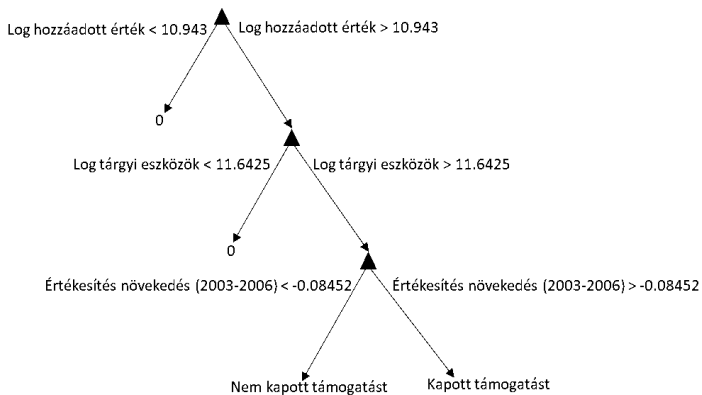 Log hozzáadott érték < 10.943
Log hozzáadott érték > 10.943
0
Log tárgyi eszközök < 11.6425
Log tárgyi eszközök > 11.6425
0
Értékesítés növekedés (2003-2006) < -0.08452
Értékesítés növekedés (2003-2006) > -0.08452
Nem kapott támogatást
Kapott támogatást